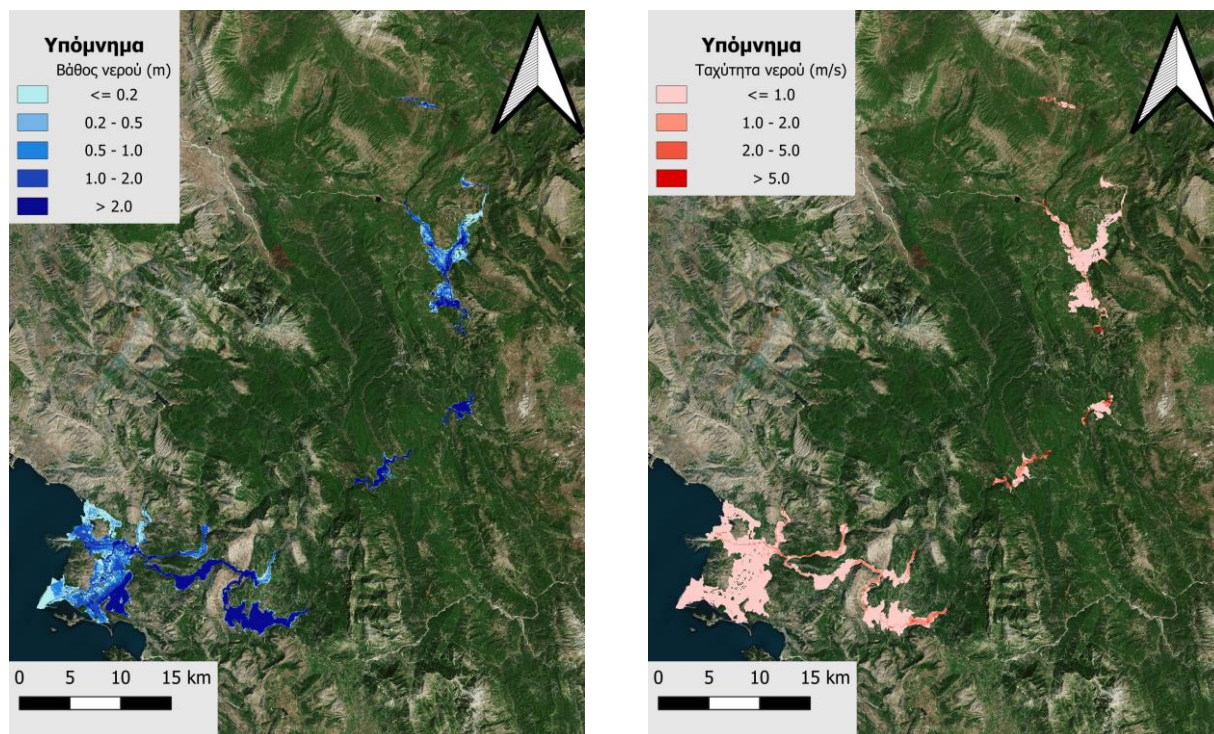 Υπόμνημα
Βάθος νερού (m)
<= 0.2
0.2 - 0.5
0.5 - 1.0
1.0 - 2.0
> 2.0
0 5 10 15 km
Υπόμνημα
Ταχύτητα νερού (m/s)
<= 1.0
1.0 - 2.0
2.0 - 5.0
> 5.0
0 5 10 15 km